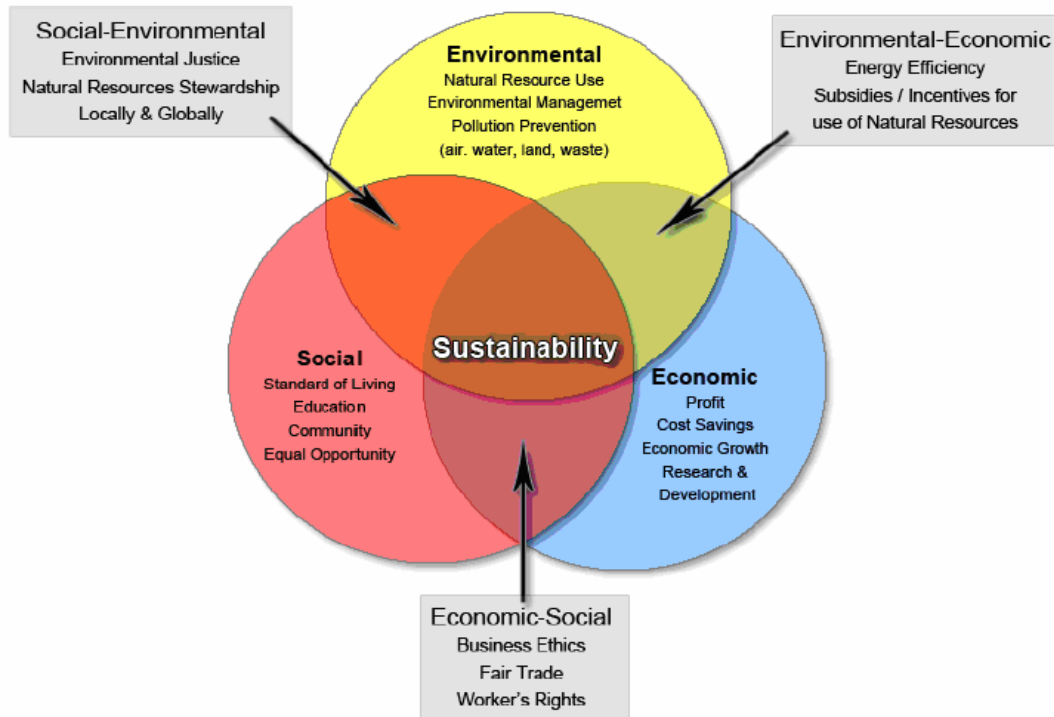 Social-Environmental
Environmental Justice
Natural Resources Stewardship
Locally & Globally
Environmental
Natural Resource Use
Environmental Managemet
Pollution Prevention
(air. water, land, waste)
Environmental-Economic
Energy Efficiency
Subsidies / Incentives for
use of Natural Resources
Sustainability
Social
Standard of Living
Education
Community
Equal Opportunity
Economic
Profit
Cost Savings
Economic Growth
Research &
Development
Economic-Social
Business Ethics
Fair Trade
Worker's Rights